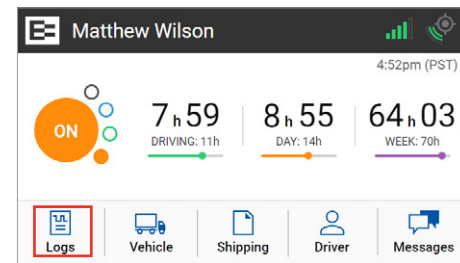 Matthew Wilson
4:52pm (PST)
ON
7h59 8h55 64h03
DRIVING: 11h DAY: 14h WEEK: 70h
Logs Vehicle Shipping Driver Messages